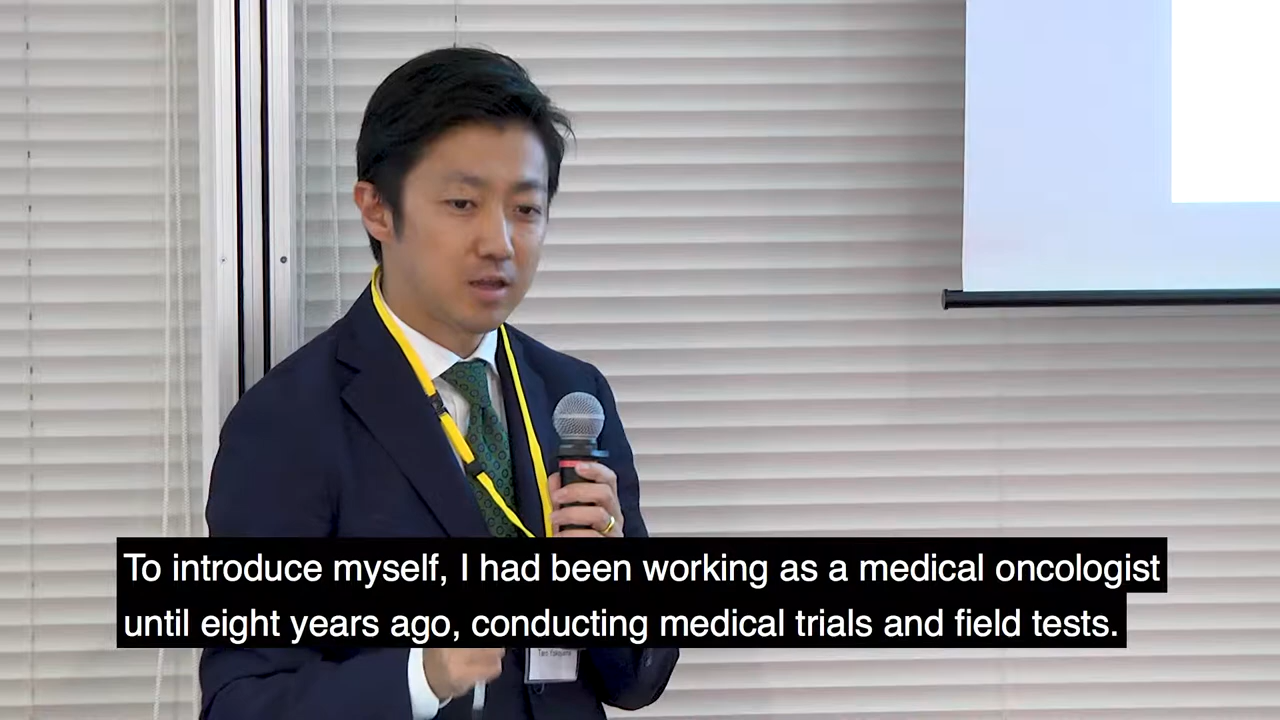 To introduce myself, I had been working as a medical oncologist
until eight years ago, conducting medical trials and field tests.